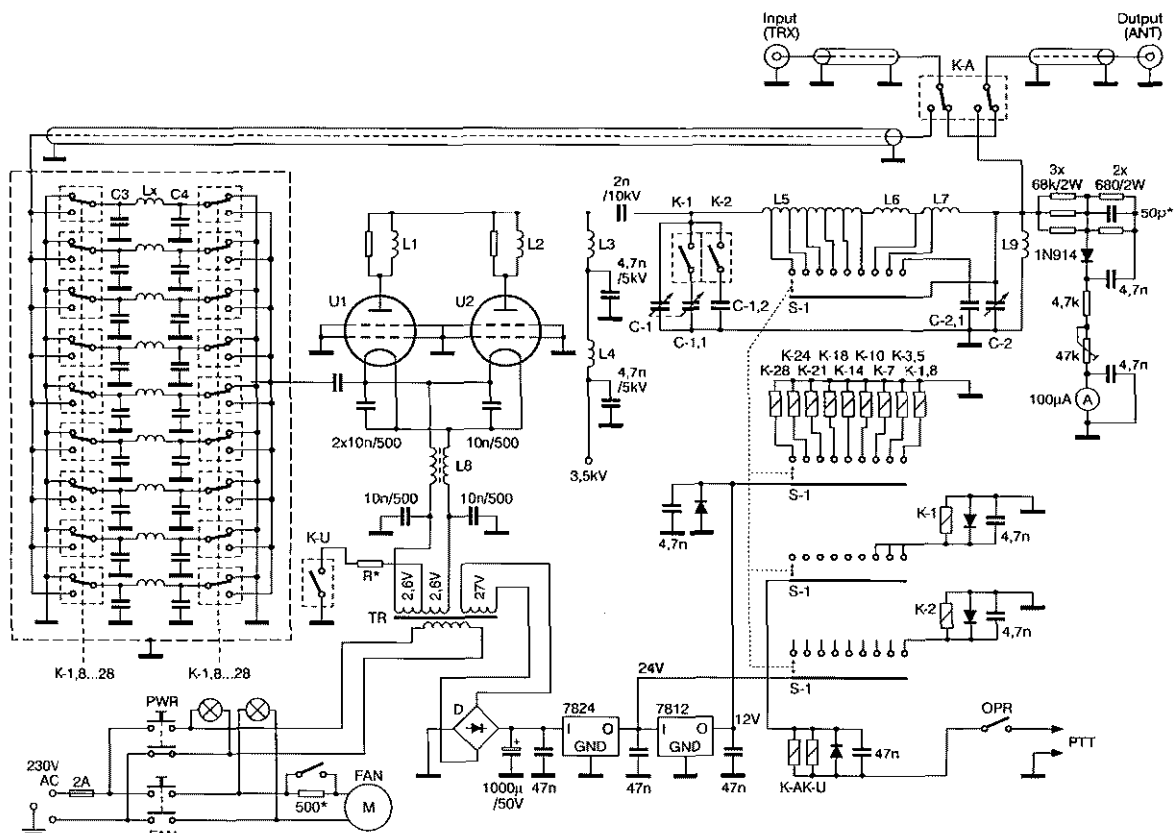 Input
(TRX)
Output
(ANT)
K-A
3x
68k/2W
2x
680/2W
50p*
C3
Lx
C4
2n
/10kV
K-1
K-2
L5
L6
L7
L1
L2
L3
L9
1N914
4,7n
/5kV
4,7n
U1
U2
C-1
C-1,2
C-1,1
S-1
C-2,1
C-2
4,7k
47k
4,7n
L4
4,7n
/5kV
K-24
K-18
K-10
K-3,5
K-28
K-21
K-14
K-7
K-1,8
100μA
A
2x10n/500
10n/500
L8
3,5kV
10n/500
10n/500
S-1
4,7n
K-1
4,7n
K-U
R*
2,6V
2,6V
27V
TR
S-1
K-2
4,7n
K-1,8...28
K-1,8...28
24V
S-1
PWR
D
7824
I
O
GND
7812
I
O
GND
12V
OPR
PTT
230V
AC
2A
500*
FAN
M
1000μ
/50V
47n
47n
47n
47n
K-A
K-U
FAN